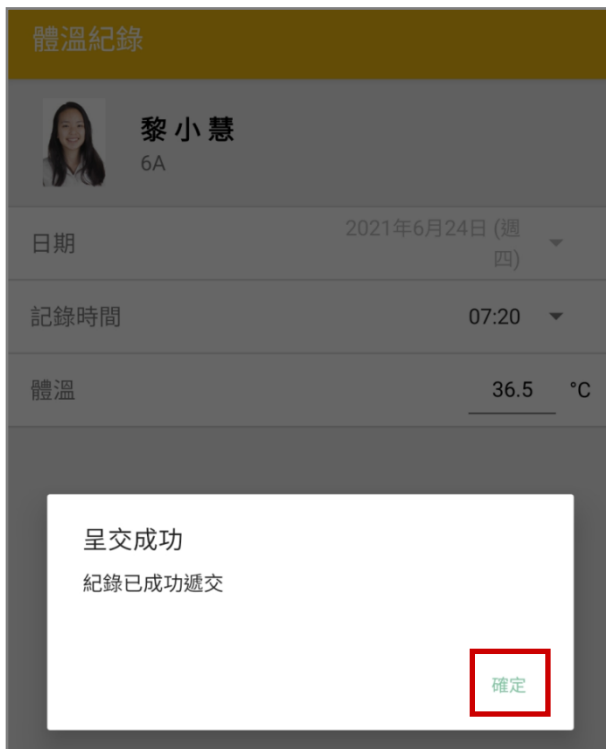 體溫紀錄
黎小慧
6A
日期
2021年6月24日 (週
四)
記錄時間
07:20
體溫
36.5 °C
呈交成功
紀錄已成功遞交
確定